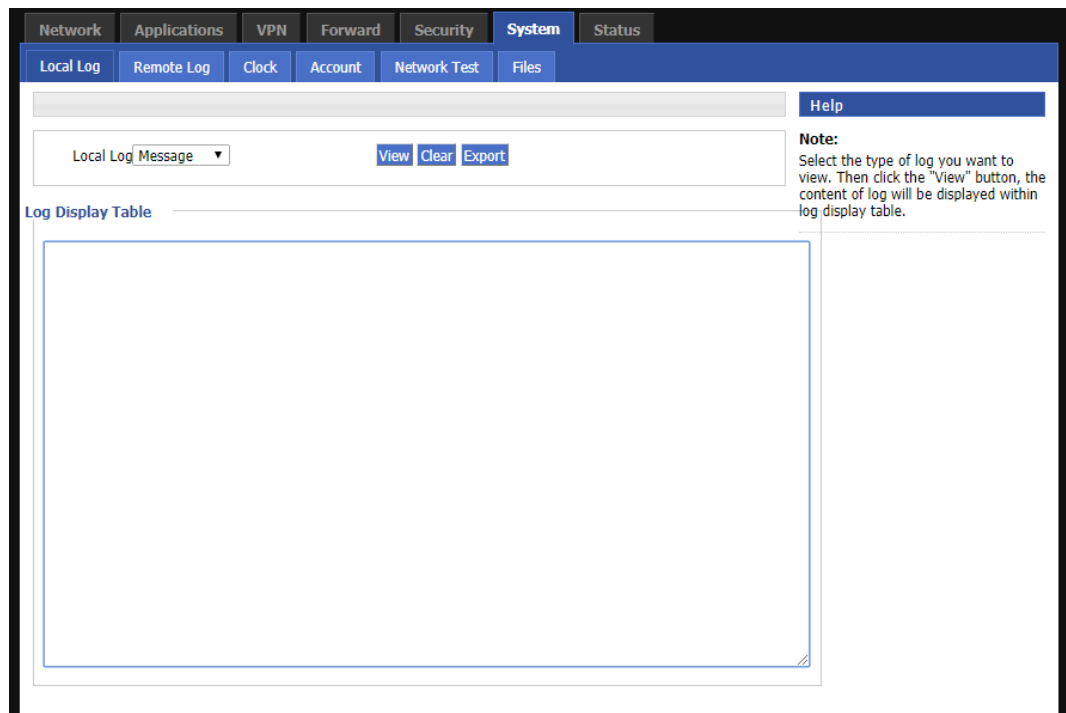 Network Applications VPN Forward Security System Status
Local Log Remote Log Clock Account Network Test Files
Help
Local Log Message View Clear Export
Note:
Select the type of log you want to
view. Then click the "View" button, the
content of log will be displayed within
log display table.
Log Display Table